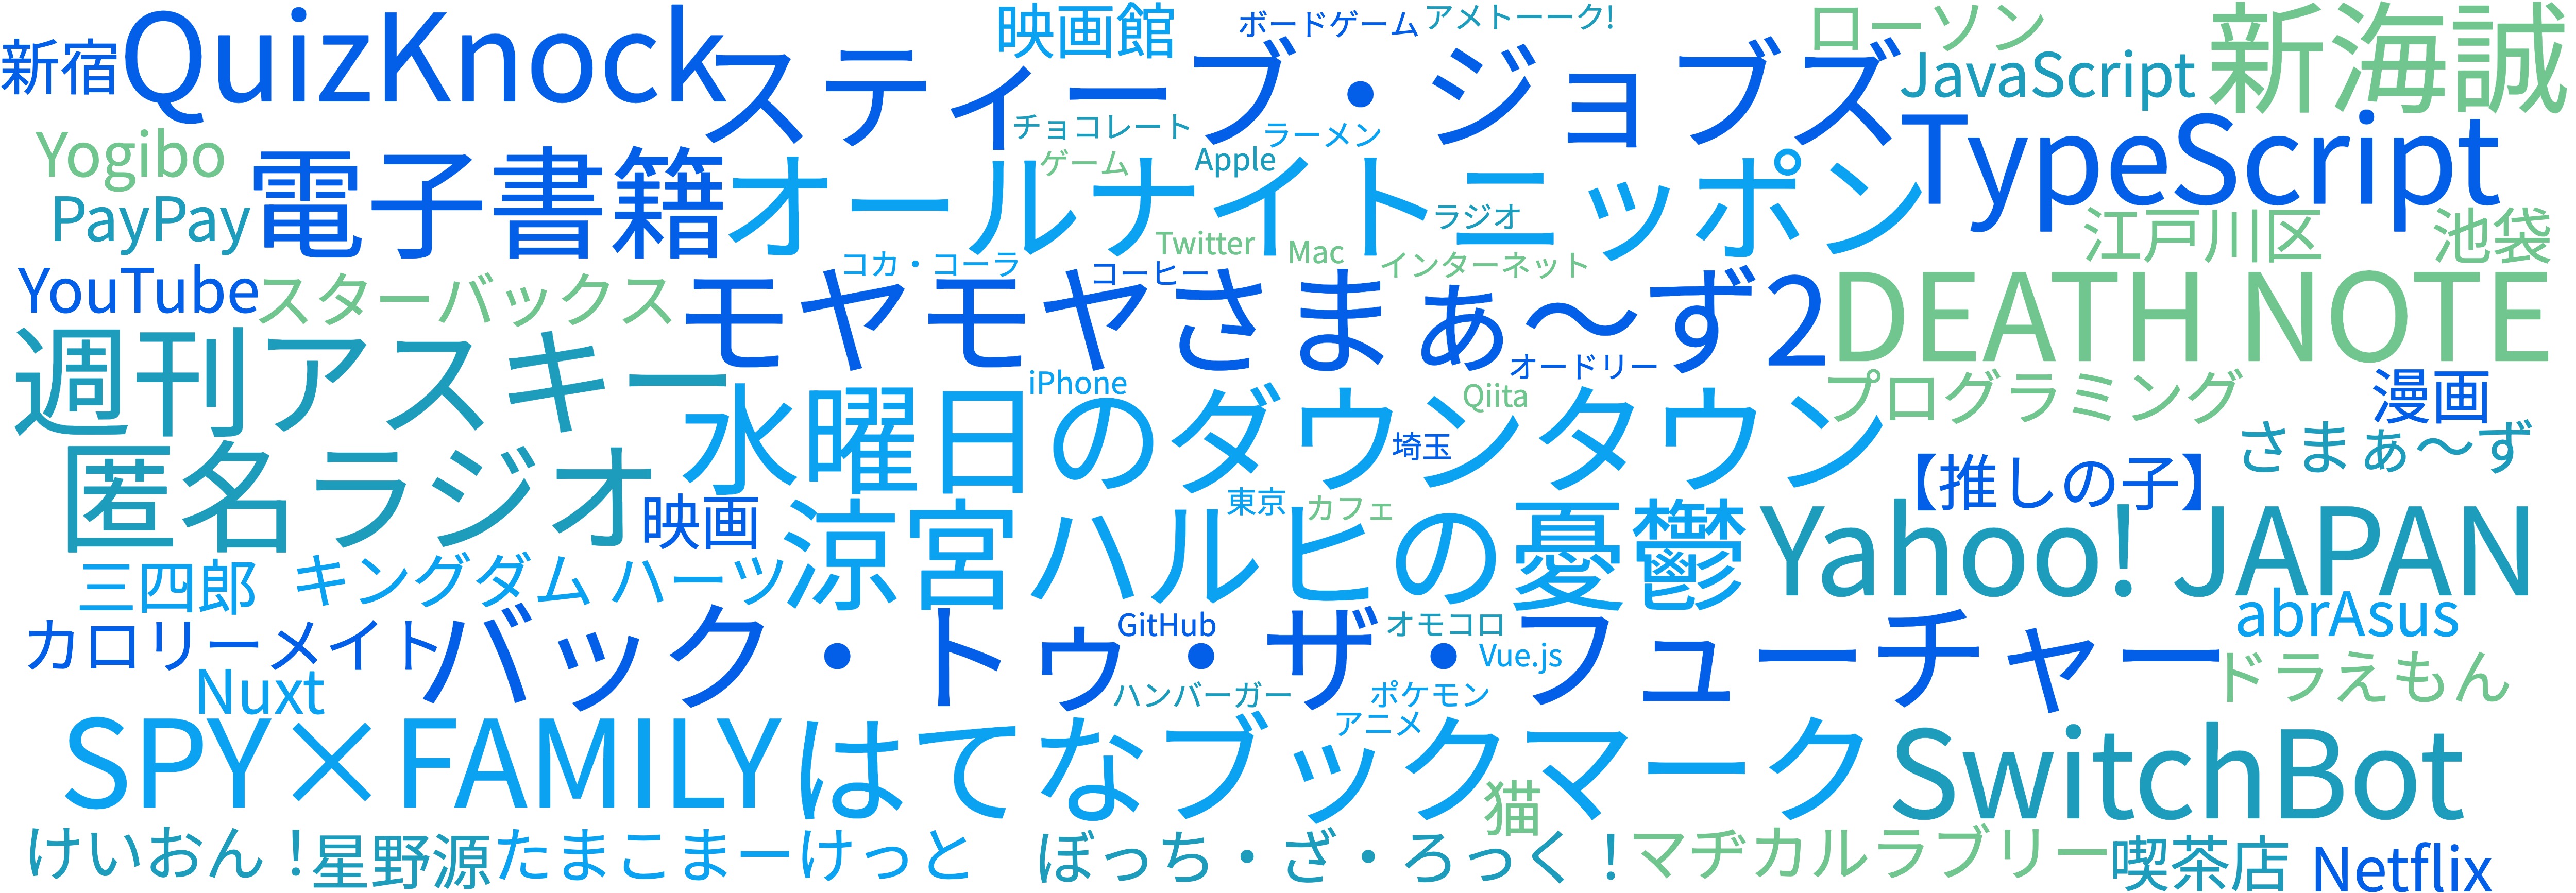 新宿
QuizKnock
映画館
ボードゲーム
アメトーーク!
ローソン
新海誠
スティーブ・ジョブズ
JavaScript
Yogibo
チョコレート
ラーメン
TypeScript
電子書籍
ゲーム
Apple
オールナイトニッポン
PayPay
ラジオ
江戸川区
池袋
Twitter
Mac
YouTube
スターバックス
コカ・コーラ
コーヒー
インターネット
モヤモヤさまぁ～ず2
DEATH NOTE
週刊アスキー
iPhone
オードリー
Qiita
プログラミング
漫画
水曜日のダウンタウン
埼玉
さまぁ～ず
匿名ラジオ
【推しの子】
映画
東京
カフェ
涼宮ハルヒの憂鬱
Yahoo! JAPAN
三四郎
キングダム ハーツ
カロリーメイト
GitHub
オモコロ
abrAsus
バック・トゥ・ザ・フューチャー
Vue.js
Nuxt
ハンバーガー
ポケモン
ドラえもん
アニメ
SPY×FAMILY
はてなブックマーク
SwitchBot
猫
けいおん！
星野源
たまこまーけっと
ぼっち・ざ・ろっく！
マヂカルラブリー
喫茶店
Netflix